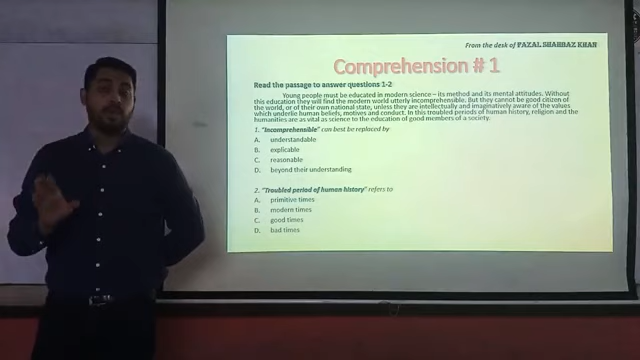 From the desk of FAZAL SHAHBAZ KHAN
Comprehension # 1
Read the passage to answer questions 1-2
Young people must be educated in modern science – its method and its mental attitudes. Without
this education they will find the modern world utterly incomprehensible. But they cannot be good citizen of
the world, or of their own national state, unless they are intellectually and imaginatively aware of the values
which underlie human beliefs, motives and conduct. In this troubled periods of human history, religion and the
humanities are as vital as science to the education of good members of a society.
1. "Incomprehensible" can best be replaced by
A. understandable
B. explicable
C. reasonable
D. beyond their understanding
2. "Troubled period of human history" refers to
A. primitive times
B. modern times
C. good times
D. bad times